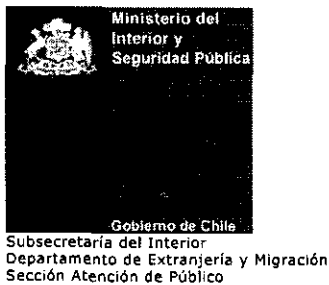 Ministerio del
Interior y
Seguridad Pública
Gobierno de Chile
Subsecretaría del Interior
Departamento de Extranjería y Migración
Sección Atención de Público